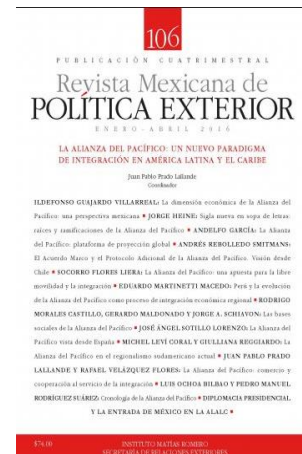 106
PUBLICACIÓN CUATRIMESTRAL
Revista Mexicana de
POLÍTICA EXTERIOR
ENERO-ABRIL 2016
LA ALIANZA DEL PACÍFICO: UN NUEVO PARADIGMA
DE INTEGRACIÓN EN AMÉRICA LATINA Y EL CARIBE
Juan Pablo Prado Lallande
Coordinador
ILDEFONSO GUAJARDO VILLARREAL: La dimensión económica de la Alianza del
Pacífico: una perspectiva mexicana • JORGE HEINE: Sigla nueva en sopa de letras:
raíces y ramificaciones de la Alianza del Pacífico • ANDELFO GARCÍA: La Alianza
del Pacífico: plataforma de proyección global • ANDRÉS REBOLLEDO SMITMANS:
El Acuerdo Marco y el Protocolo Adicional de la Alianza del Pacífico. Visión desde
Chile • SOCORRO FLORES LIERA: La Alianza del Pacífico: una apuesta para la libre
movilidad y la integración • EDUARDO MARTINETTI MACEDO: Perú y la evolución
de la Alianza del Pacífico como proceso de integración económica regional • RODRIGO
MORALES CASTILLO, GERARDO MALDONADO Y JORGE A. SCHIAVON: Las bases
sociales de la Alianza del Pacífico • JOSÉ ÁNGEL SOTILLO LORENZO: La Alianza del
Pacífico vista desde España • MICHEL LEVI CORAL Y GIULLIANA REGGIARDO: La
Alianza del Pacífico en el regionalismo sudamericano actual • JUAN PABLO PRADO
LALLANDE Y RAFAEL VELÁZQUEZ FLORES: La Alianza del Pacífico: comercio y
cooperación al servicio de la integración • LUIS OCHOA BILBAO Y PEDRO MANUEL
RODRÍGUEZ SUÁREZ: Cronología de la Alianza del Pacífico • DIPLOMACIA PRESIDENCIAL
Y LA ENTRADA DE MÉXICO EN LA ALALC •
$74.00
INSTITUTO MATÍAS ROMERO
SECRETARÍA DE RELACIONES EXTERIORES